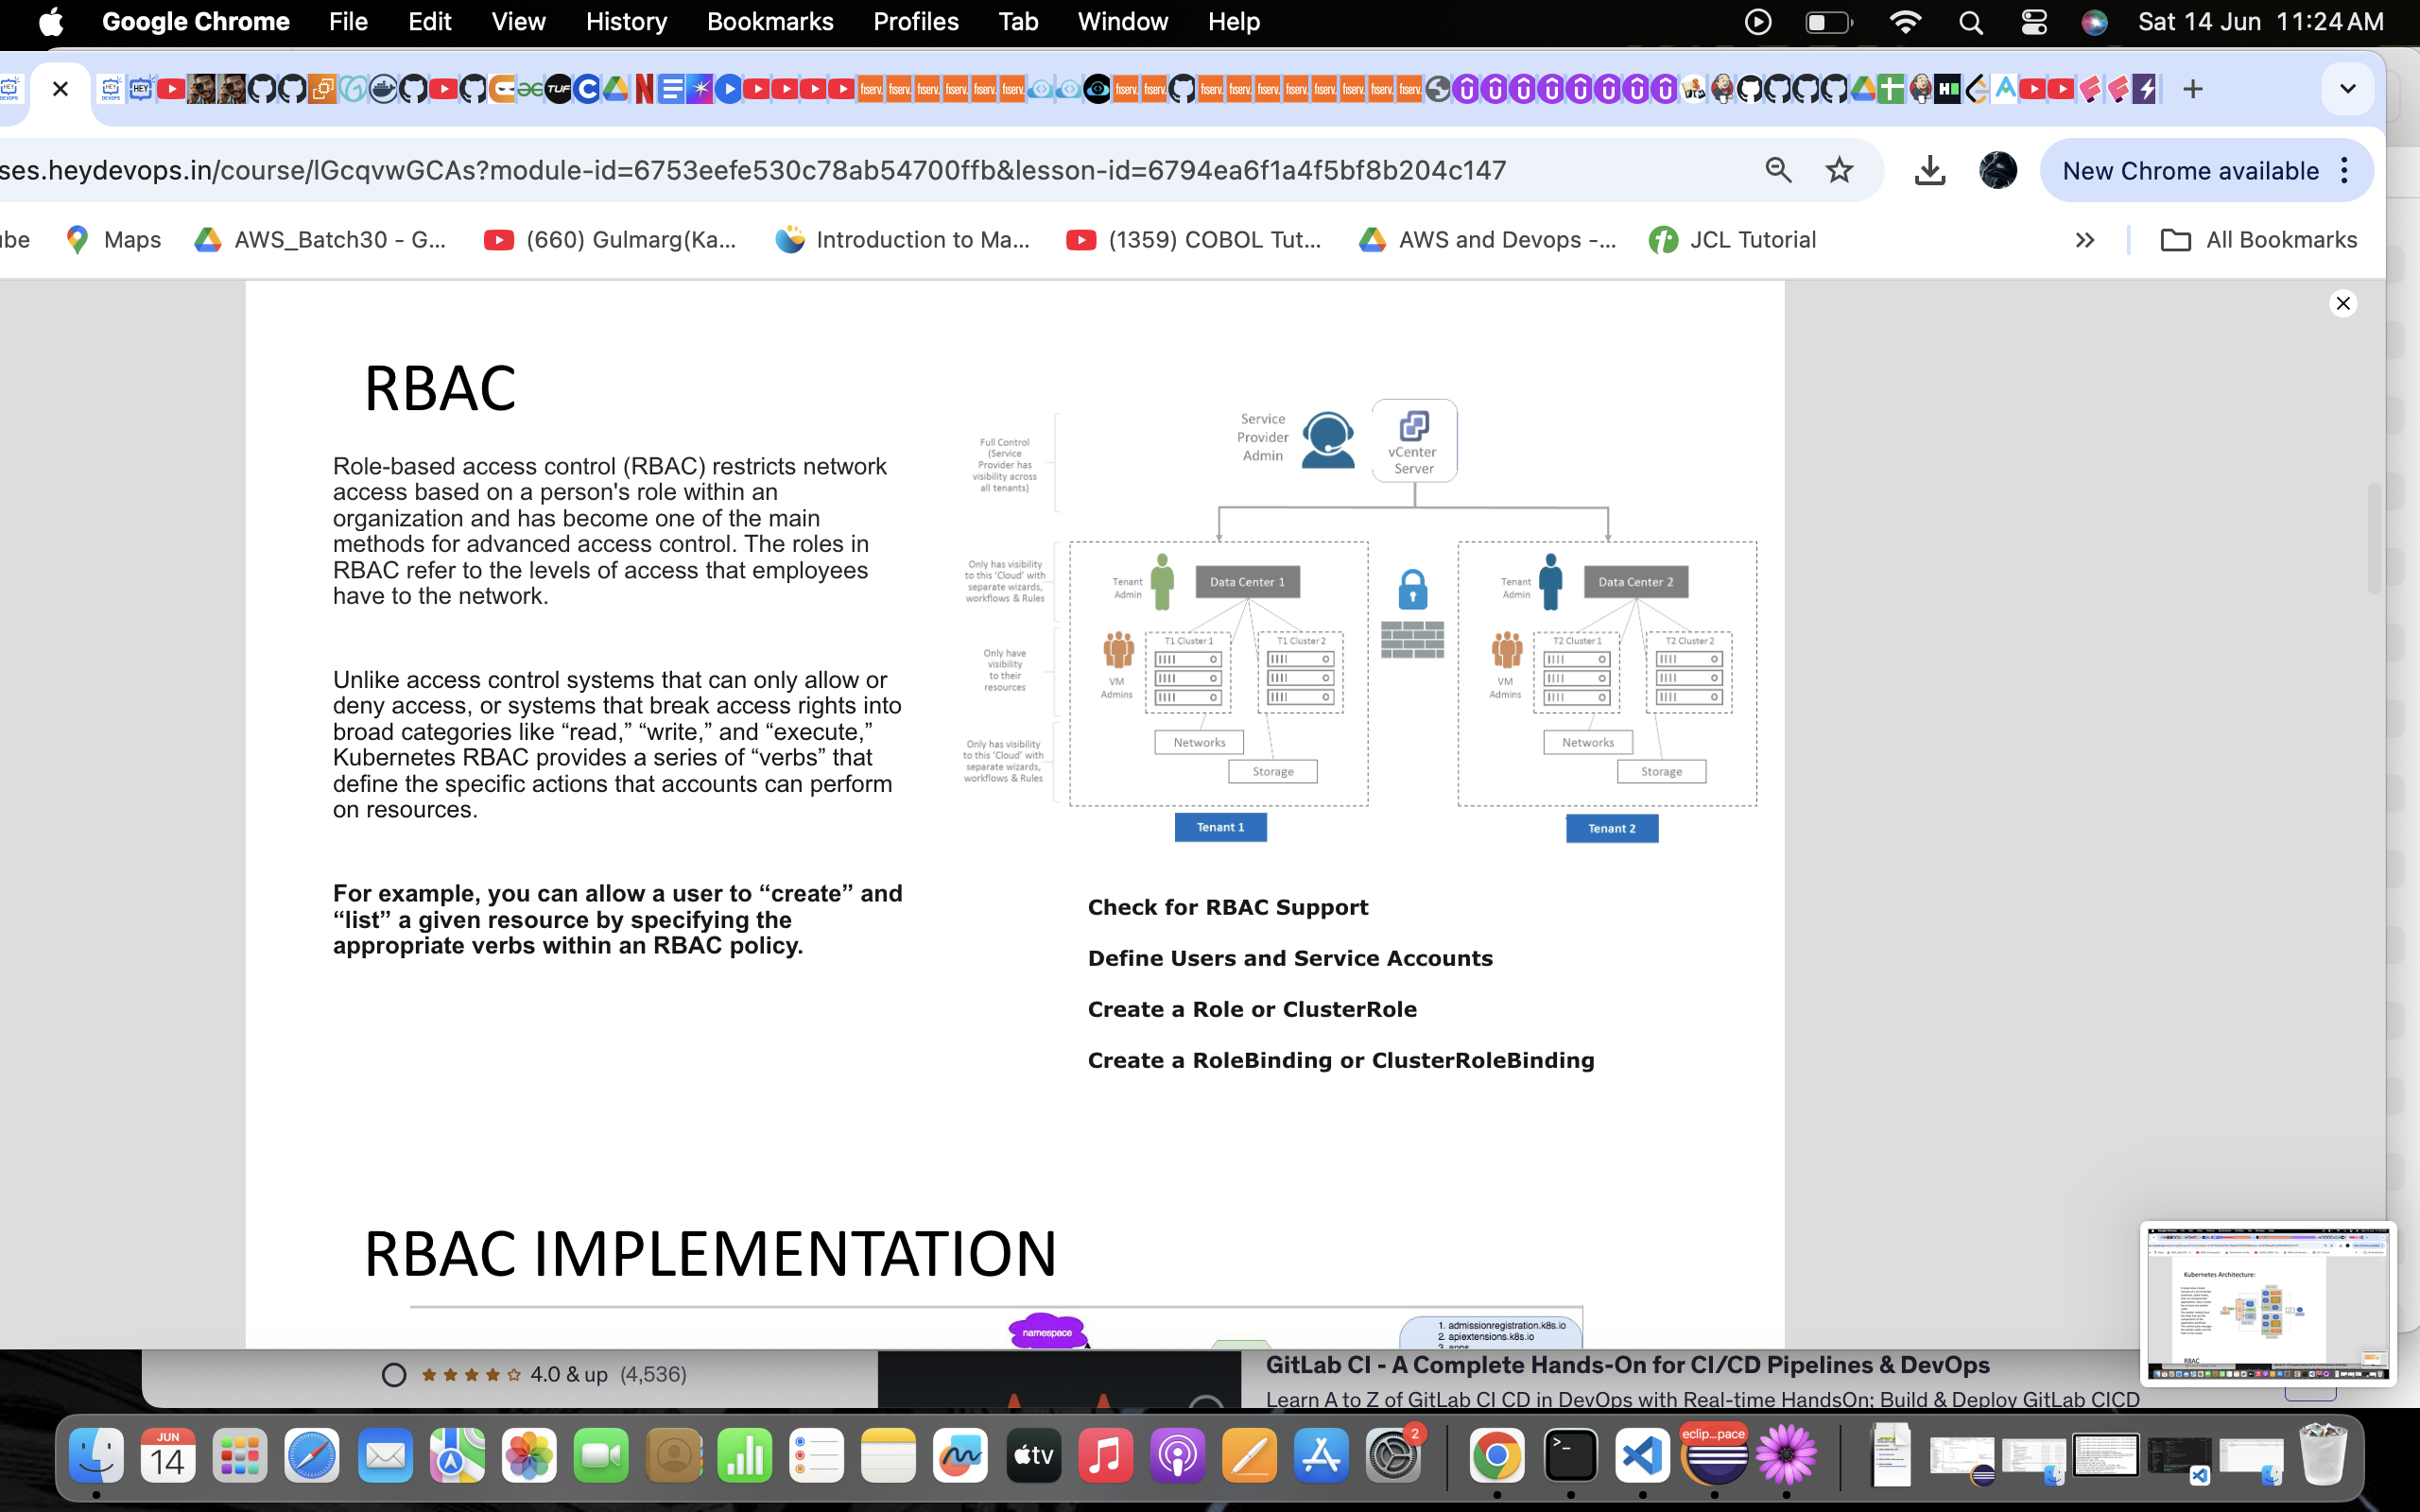 Google Chrome File Edit View History Bookmarks Profiles Tab Window Help Sat 14 Jun 11:24 AM
New Chrome available
ses.heydevops.in/course/lGcqvwGCAs?module-id=6753eefe530c78ab54700ffb&lesson-id=6794ea6f1a4f5bf8b204c147
be Maps AWS_Batch30 - G... (660) Gulmarg(Ka... Introduction to Ma... (1359) COBOL Tut... AWS and Devops -... JCL Tutorial All Bookmarks
RBAC
Role-based access control (RBAC) restricts network
access based on a person's role within an
organization and has become one of the main
methods for advanced access control. The roles in
RBAC refer to the levels of access that employees
have to the network.
Unlike access control systems that can only allow or
deny access, or systems that break access rights into
broad categories like “read,” “write,” and “execute,”
Kubernetes RBAC provides a series of “verbs” that
define the specific actions that accounts can perform
on resources.
For example, you can allow a user to “create” and
“list” a given resource by specifying the
appropriate verbs within an RBAC policy.
Full Control
(Service
Provider has
visibility across
all tenants)
Service
Provider
Admin
vCenter
Server
Only has visibility
to this 'Cloud' with
separate wizards,
workflows & Rules
Only have
visibility
to their
resources
Only has visibility
to this 'Cloud' with
separate wizards,
workflows & Rules
Tenant
Admin
Data Center 1
T1 Cluster 1
T1 Cluster 2
VM
Admins
Networks
Storage
Tenant 1
Tenant
Admin
Data Center 2
T2 Cluster 1
T2 Cluster 2
VM
Admins
Networks
Storage
Tenant 2
Check for RBAC Support
Define Users and Service Accounts
Create a Role or ClusterRole
Create a RoleBinding or ClusterRoleBinding
RBAC IMPLEMENTATION
namespace
1. admissionregistration.k8s.io
2. apiextensions.k8s.io
3. apps
Kubernetes Architecture:
RBAC
4.0 & up (4,536)
GitLab CI - A Complete Hands-On for CI/CD Pipelines & DevOps
Learn A to Z of GitLab CI CD in DevOps with Real-time HandsOn; Build & Deploy GitLab CICD
JUN
14
tv
2
eclip...pace